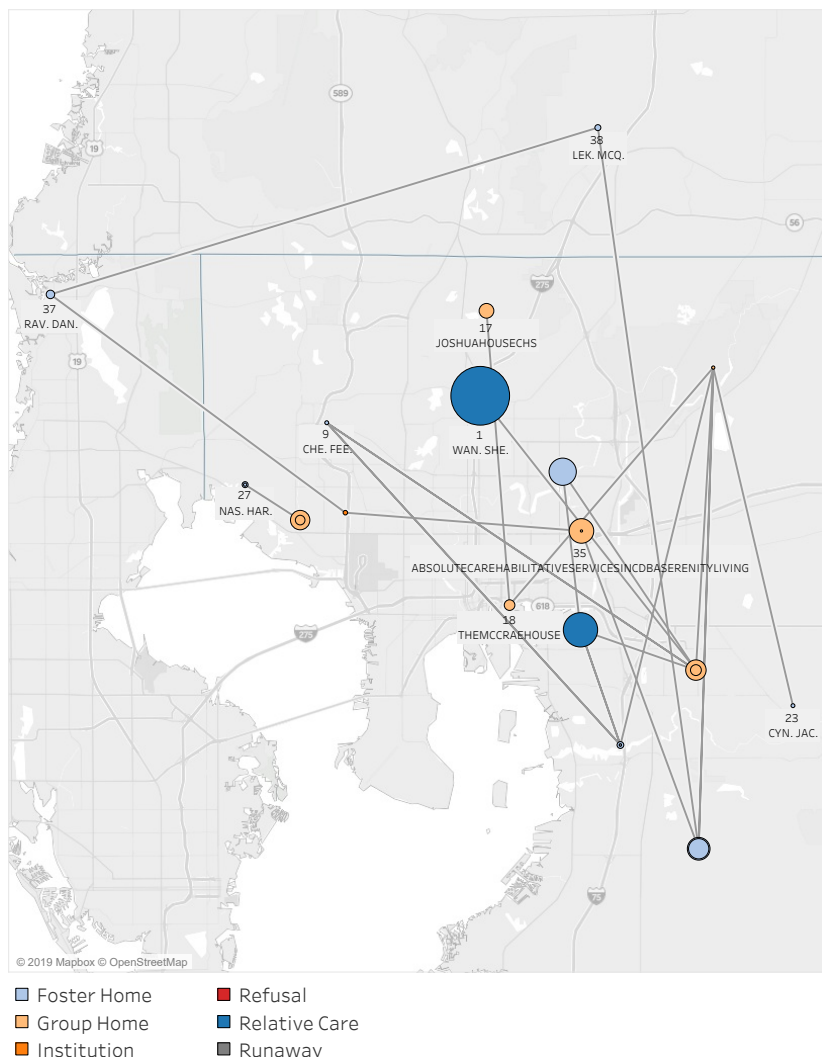 589
19
38
LEK. MCQ.
56
275
37
RAV. DAN.
17
JOSHUAHOUSECHS
19
1
WAN. SHE.
9
CHE. FEE.
27
NAS. HAR.
35
ABSOLUTECAREHABILITATIVESERVICESINCDBASERENITYLIVING
618
18
THEMCCRAEHOUSE
275
23
CYN. JAC.
75
© 2019 Mapbox © OpenStreetMap
Foster Home
Refusal
Group Home
Relative Care
Institution
Runaway